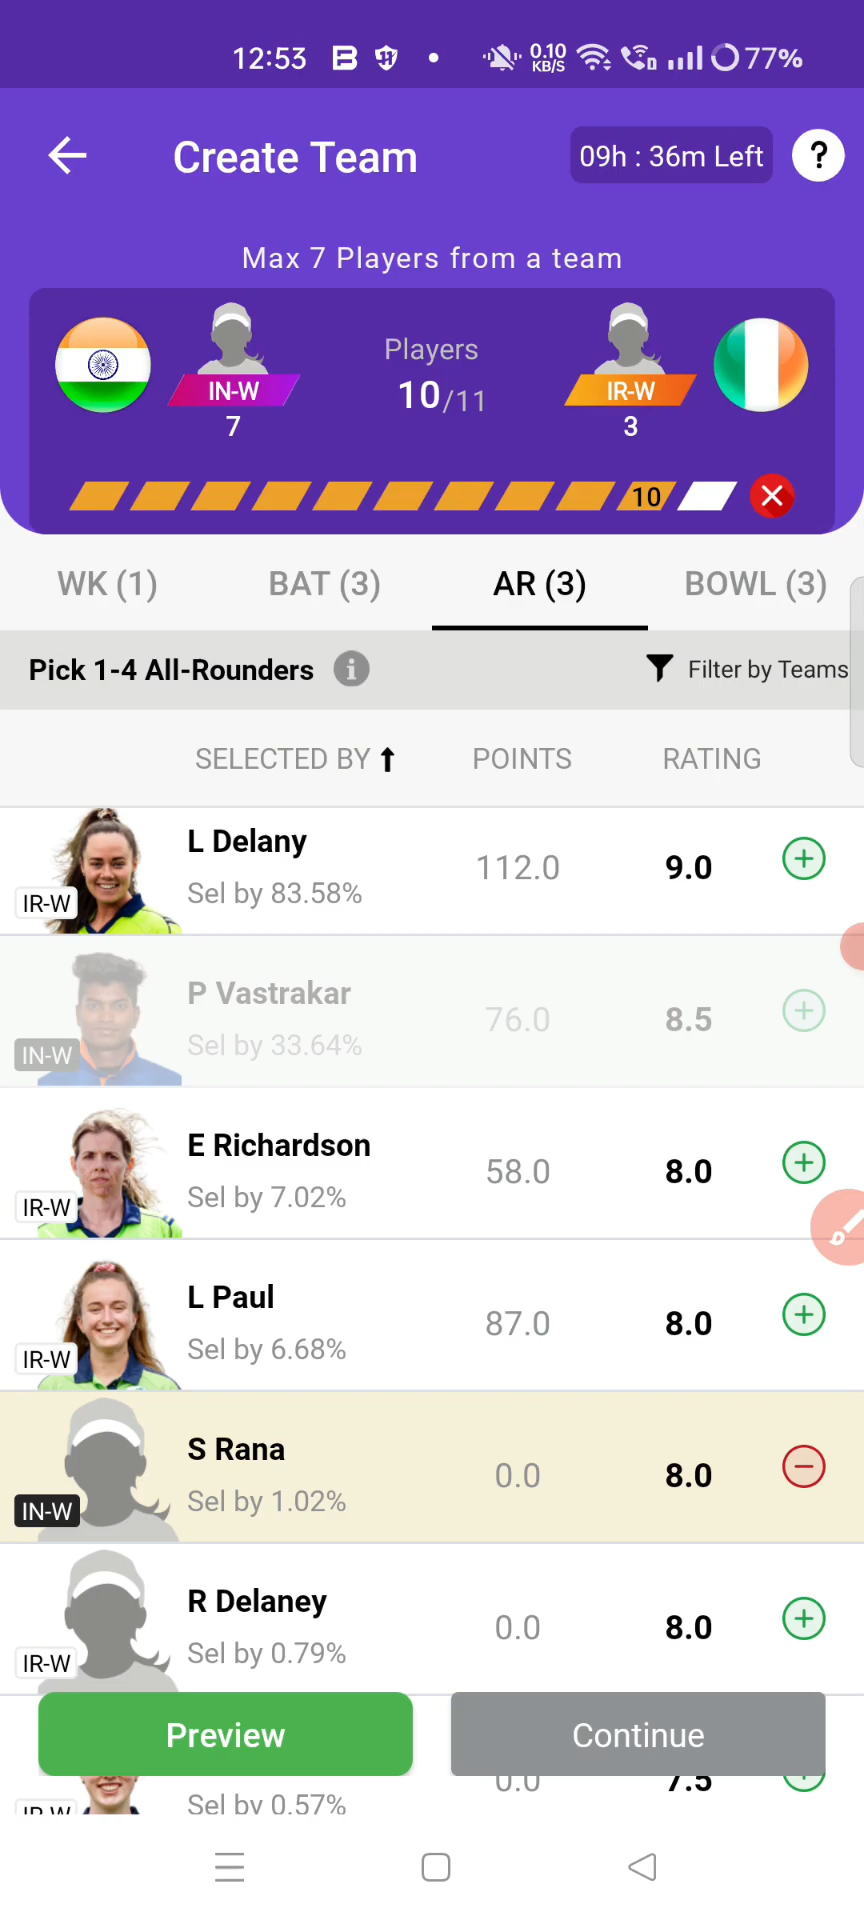 12:53 0.10 KB/S 77%
Create Team 09h : 36m Left ?
Max 7 Players from a team
IN-W Players IR-W
7 10/11 3
10
WK (1) BAT (3) AR (3) BOWL (3)
Pick 1-4 All-Rounders i Filter by Teams
SELECTED BY POINTS RATING
L Delany
IR-W Sel by 83.58% 112.0 9.0
P Vastrakar
IN-W Sel by 33.64% 76.0 8.5
E Richardson
IR-W Sel by 7.02% 58.0 8.0
L Paul
IR-W Sel by 6.68% 87.0 8.0
S Rana
IN-W Sel by 1.02% 0.0 8.0
R Delaney
IR-W Sel by 0.79% 0.0 8.0
Preview Continue
IR-W Sel by 0.57% 0.0 7.5